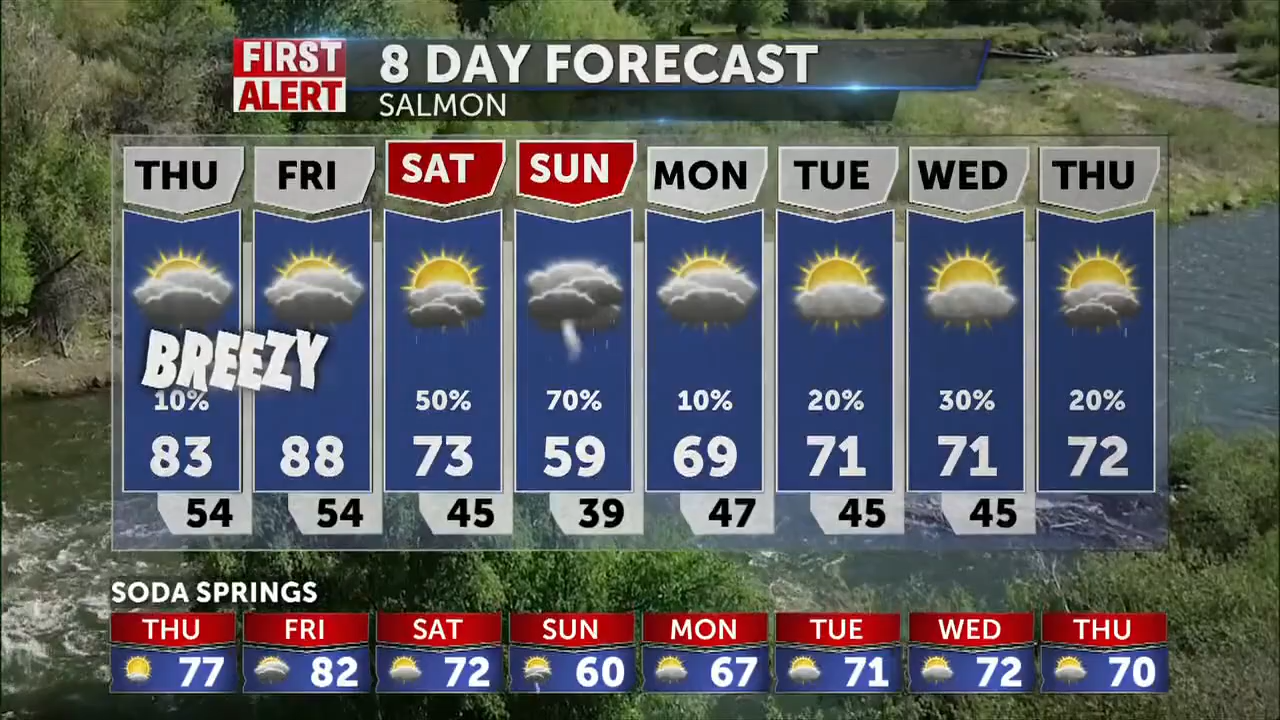 FIRST ALERT
8 DAY FORECAST
SALMON
THU FRI SAT SUN MON TUE WED THU
BREEZY
10% 50% 70% 10% 20% 30% 20%
83 88 73 59 69 71 71 72
54 54 45 39 47 45 45
SODA SPRINGS
THU FRI SAT SUN MON TUE WED THU
77 82 72 60 67 71 72 70